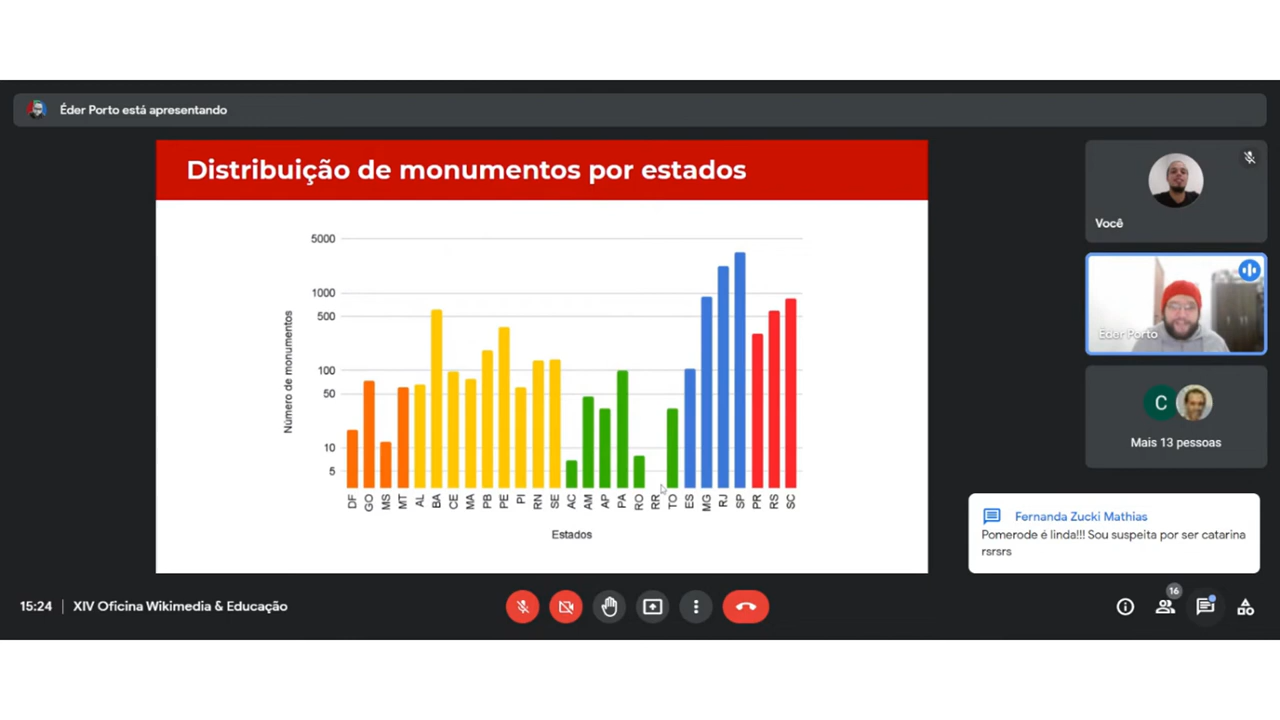 Éder Porto está apresentando
Distribuição de monumentos por estados
Número de monumentos
5000
1000
500
100
50
10
5
DF GO MS MT AL BA CE MA PB PE PI RN SE AC AM AP PA RO RR TO ES MG RJ SP PR RS SC
Estados
Você
Éder Porto
C
Mais 13 pessoas
Fernanda Zucki Mathias
Pomerode é linda!!! Sou suspeita por ser catarina
rsrsrs
15:24 | XIV Oficina Wikimedia & Educação
16